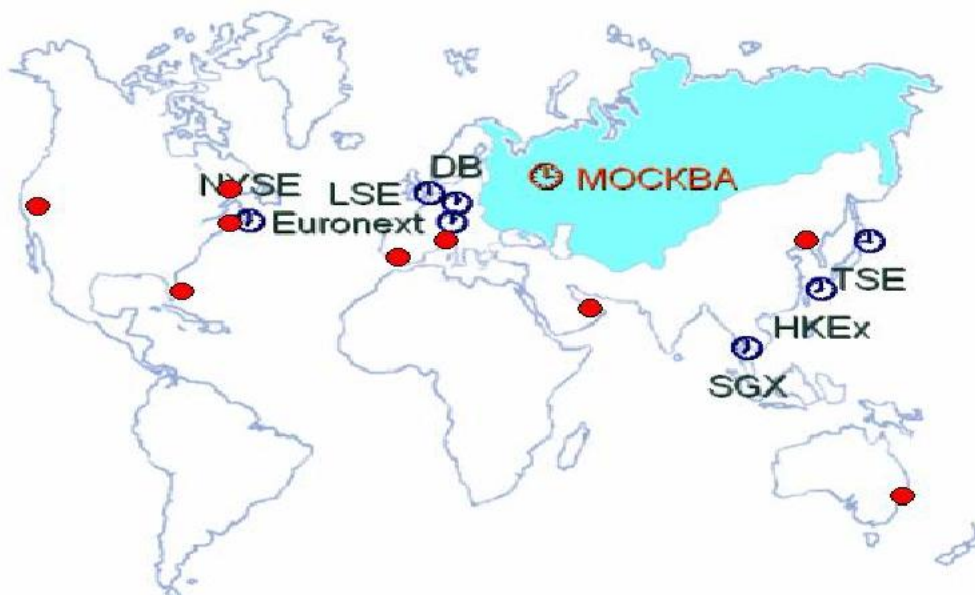 NYSE
LSE
DB
Euronext
МОСКВА
TSE
HKEx
SGX